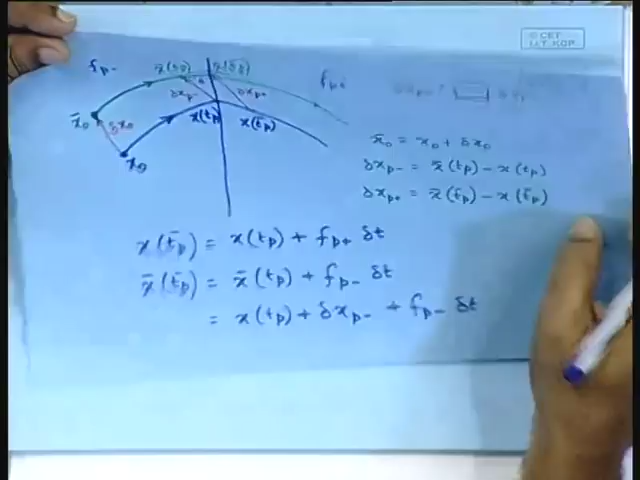 © CET
I.I.T. KGP
f_p-
x̄(t_p)
x̄(t̄_p)
f_p+
δx_p-
δx_p+
x̄_0
δx_0
x(t_p)
x(t̄_p)
x_0
x̄_0 = x_0 + δx_0
δx_p- = x̄(t_p) - x(t_p)
δx_p+ = x̄(t̄_p) - x(t̄_p)
x(t̄_p) = x(t_p) + f_p+ δt
x̄(t̄_p) = x̄(t_p) + f_p- δt
= x(t_p) + δx_p- + f_p- δt